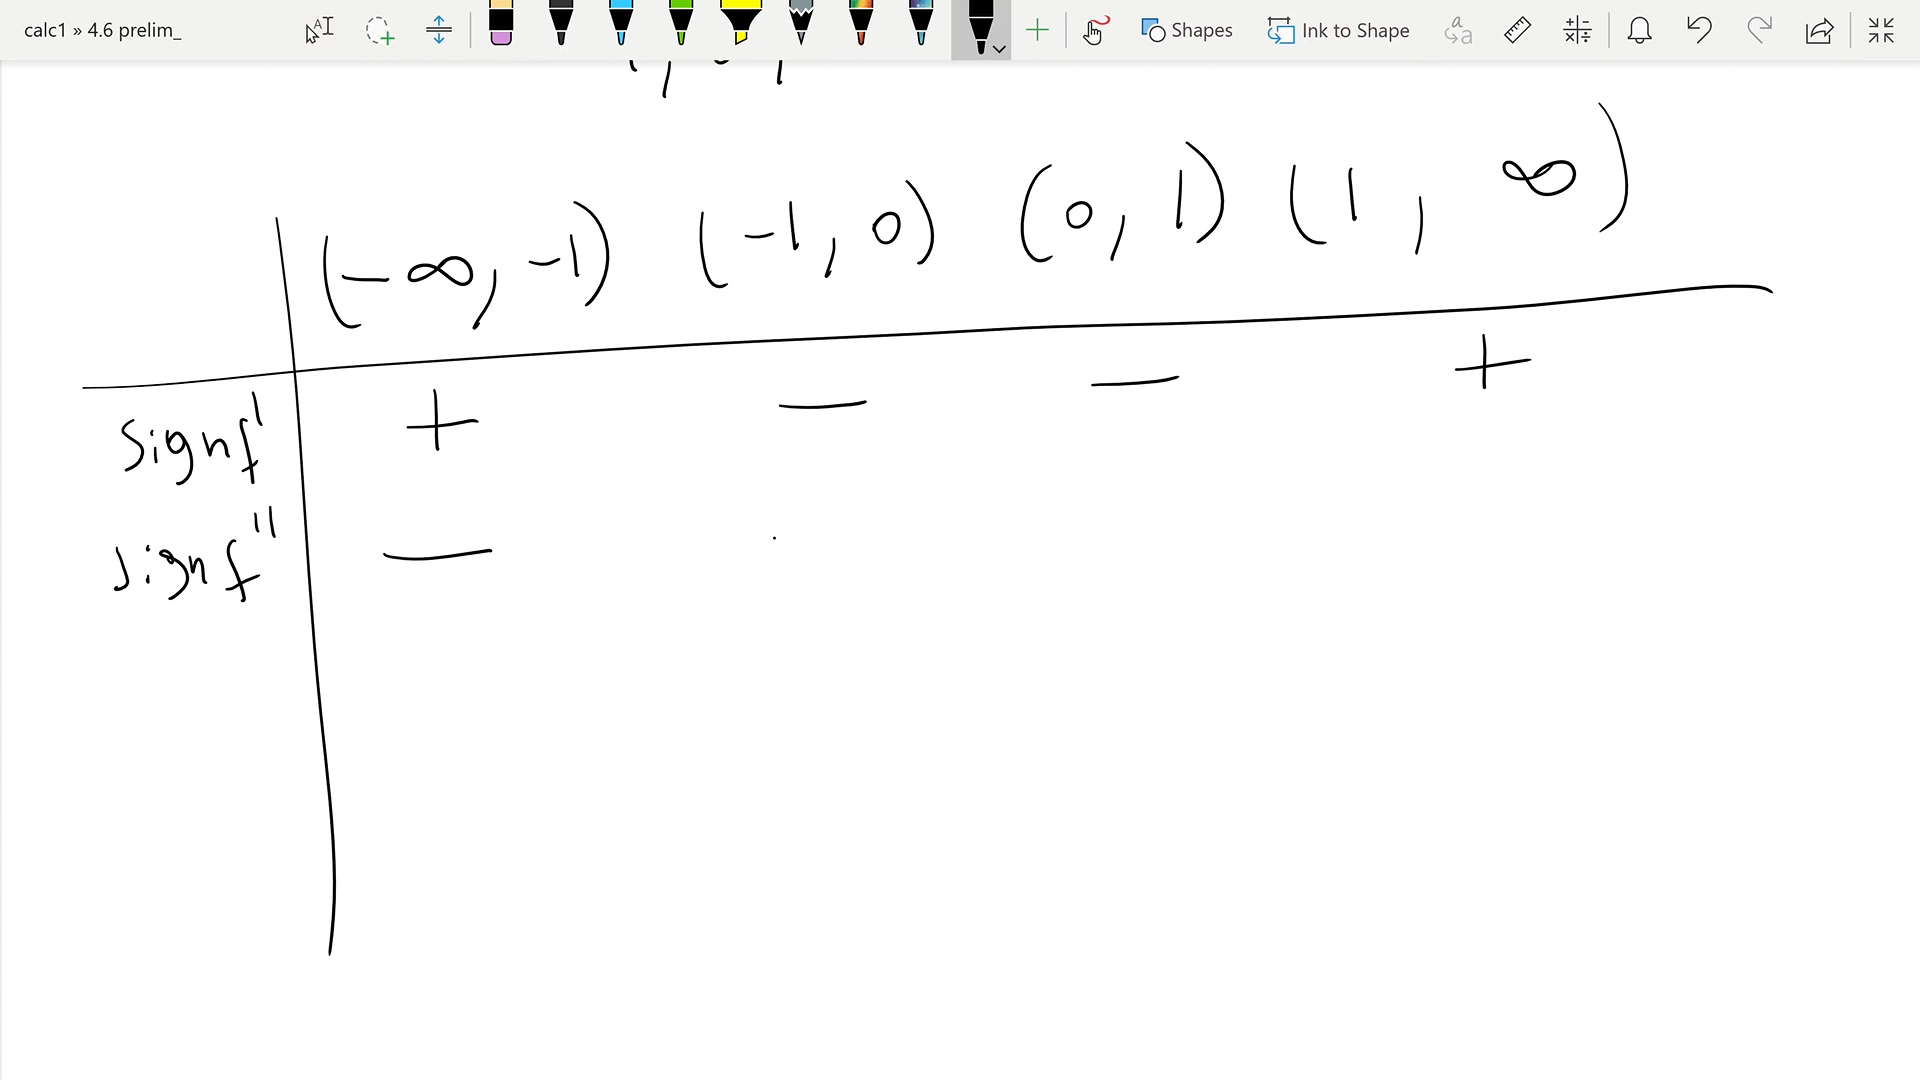 calc1 » 4.6 prelim_ Shapes Ink to Shape
(-∞, -1) (-1, 0) (0, 1) (1, ∞)
Sign f' + — — +
Sign f'' —